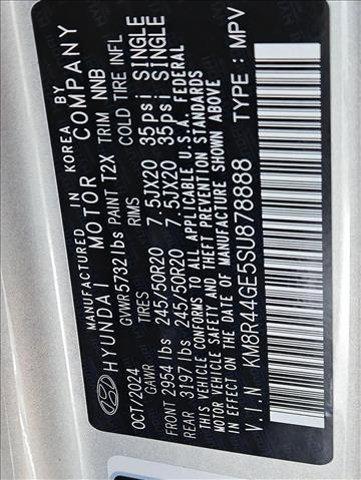 MANUFACTURED IN KOREA BY
HYUNDAI MOTOR COMPANY
OCT/2024 GVWR 5732 lbs PAINT T2X TRIM NNB
GAWR TIRES RIMS COLD TIRE INFL
FRONT 2954 lbs 245/50R20 7.5JX20 35psi SINGLE
REAR 3197 lbs 245/50R20 7.5JX20 35psi SINGLE
THIS VEHICLE CONFORMS TO ALL APPLICABLE U.S.A. FEDERAL
MOTOR VEHICLE SAFETY, BUMPER AND THEFT PREVENTION STANDARDS
IN EFFECT ON THE DATE OF MANUFACTURE SHOWN ABOVE.
V.I.N KM8R44GE5SU878888 TYPE : MPV